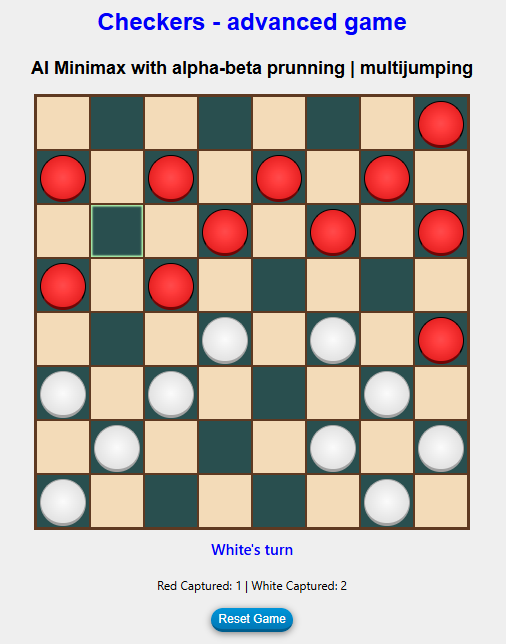 Checkers - advanced game
AI Minimax with alpha-beta prunning | multijumping
White's turn
Red Captured: 1 | White Captured: 2
Reset Game